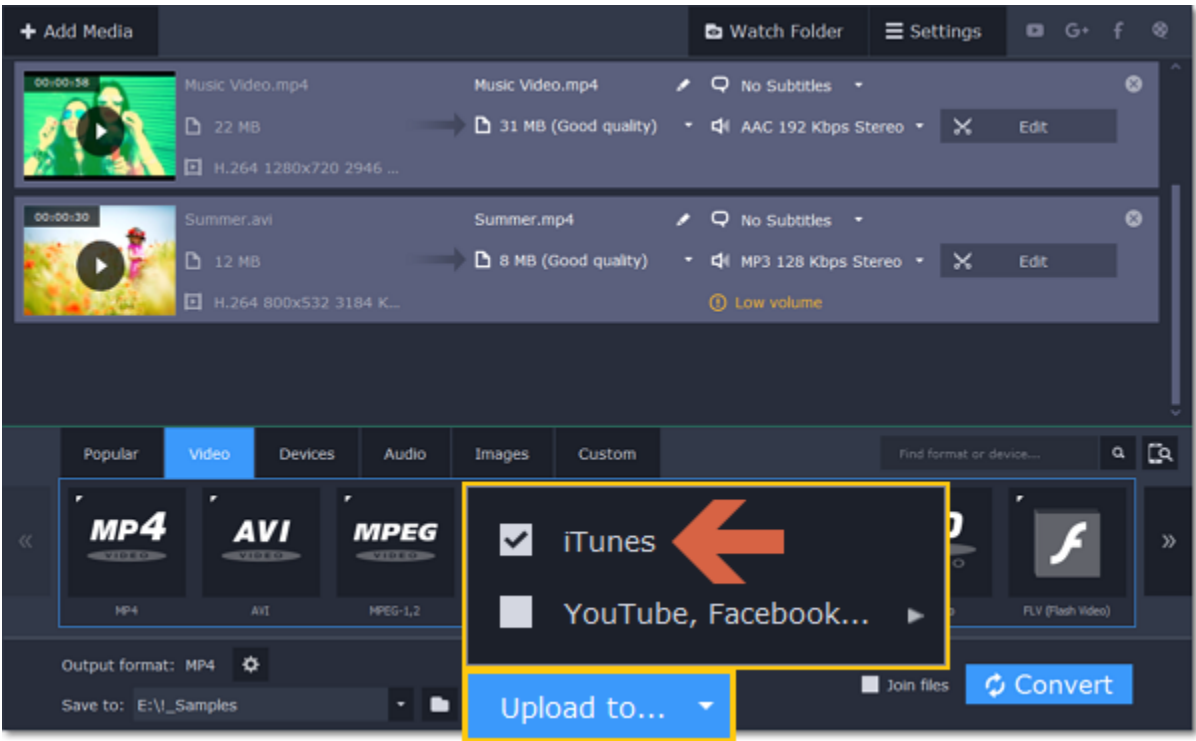 Add Media
Watch Folder
Settings
G+
00:00:58
Music Video.mp4
Music Video.mp4
No Subtitles
22 MB
31 MB (Good quality)
AAC 192 Kbps Stereo
Edit
H.264 1280x720 2946 ...
00:00:30
Summer.avi
Summer.mp4
No Subtitles
12 MB
8 MB (Good quality)
MP3 128 Kbps Stereo
Edit
H.264 800x532 3184 K...
Low volume
Popular
Video
Devices
Audio
Images
Custom
Find format or device....
MP4
VIDEO
AVI
VIDEO
MPEG
VIDEO
MP4
AVI
MPEG-1,2
FLV (Flash Video)
iTunes
YouTube, Facebook...
Output format: MP4
Save to: E:\!_Samples
Upload to...
Join files
Convert